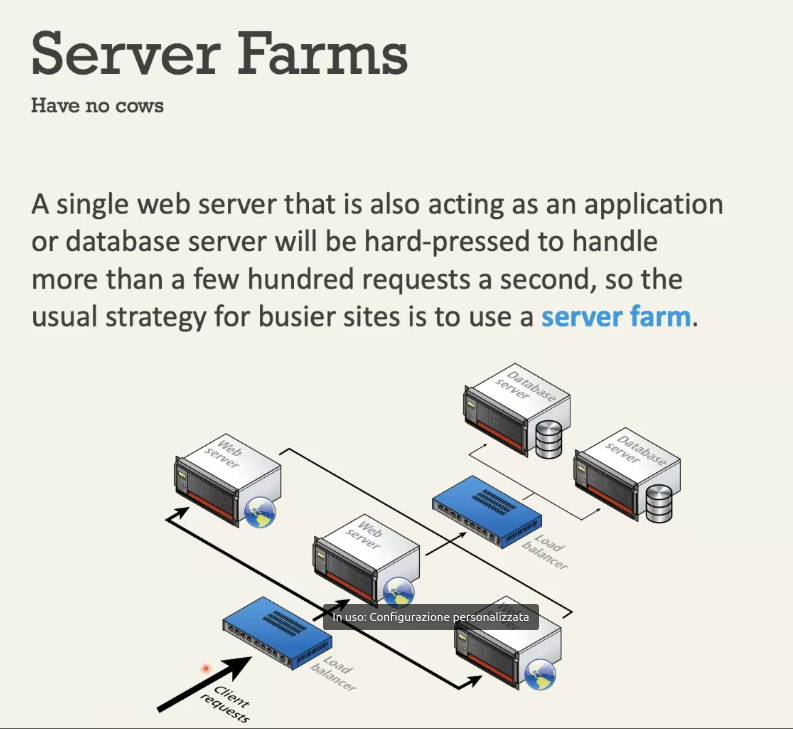 Server Farms
Have no cows
A single web server that is also acting as an application
or database server will be hard-pressed to handle
more than a few hundred requests a second, so the
usual strategy for busier sites is to use a server farm.
Database
server
Database
server
Web
server
Web
server
Load
balancer
In uso: Configurazione personalizzata
Load
balancer
Client
requests